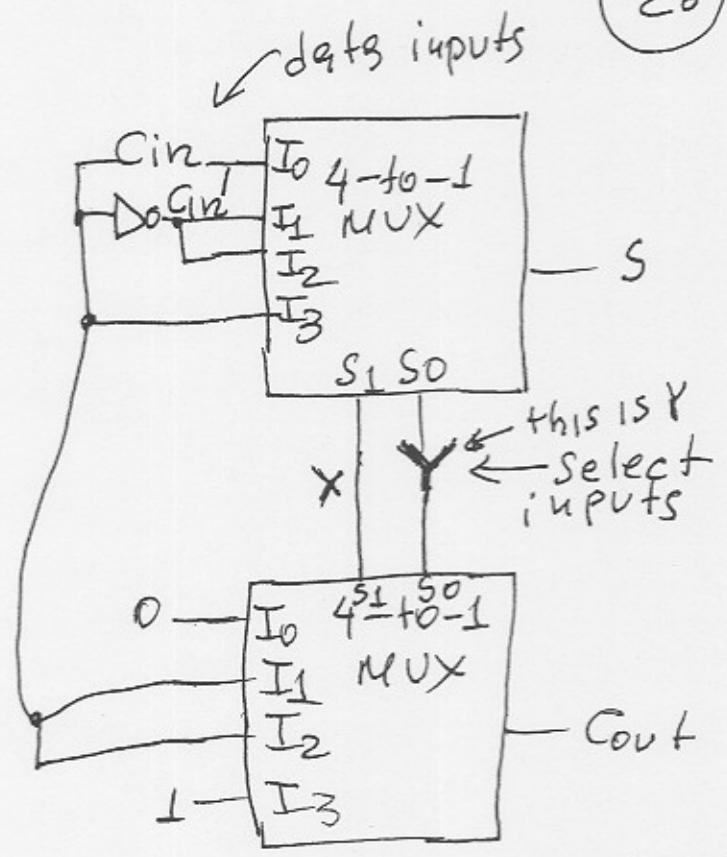 20
data inputs
Cin
I0
4-to-1
MUX
Cin'
I1
I2
I3
S
S1 S0
this is Y
Select
inputs
X
Y
S1 S0
4-to-1
MUX
0
I0
I1
I2
Cout
1
I3